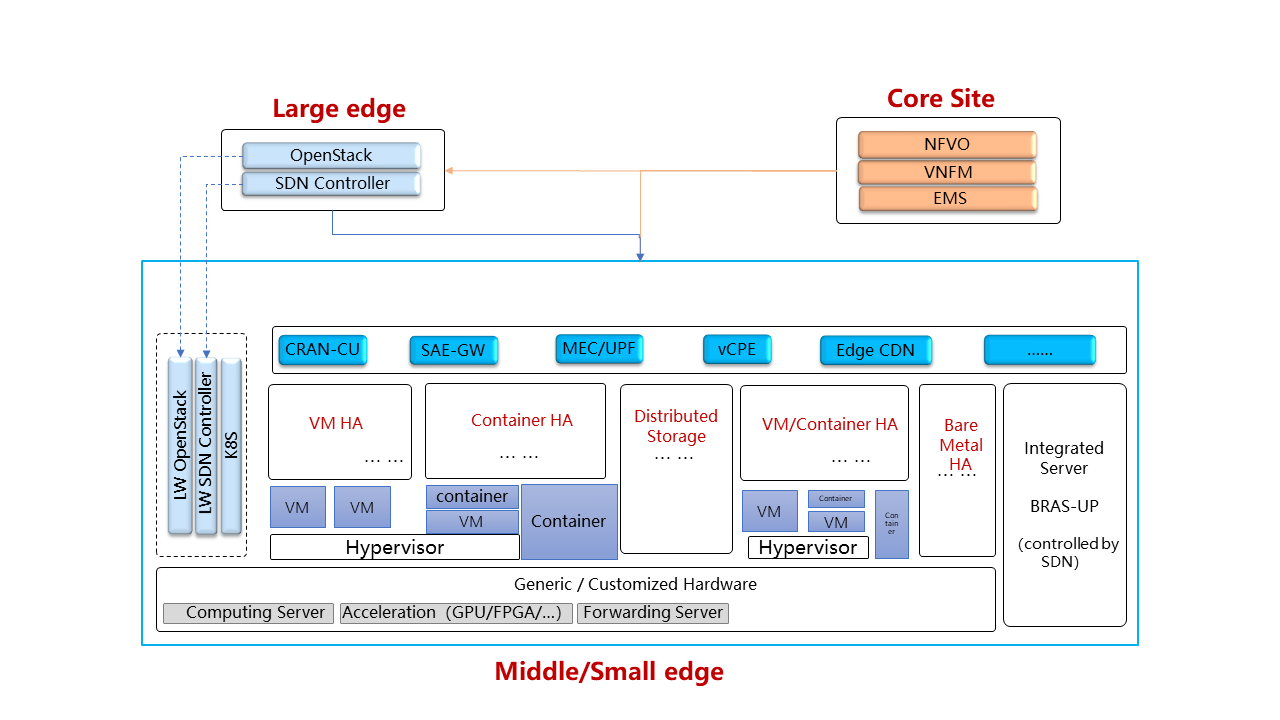 Large edge
OpenStack
SDN Controller
Core Site
NFVO
VNFM
EMS
LW OpenStack
LW SDN Controller
K8S
CRAN-CU
SAE-GW
MEC/UPF
vCPE
Edge CDN
......
VM HA
... ...
Container HA
... ...
Distributed
Storage
... ...
VM/Container HA
... ...
Bare
Metal
HA
... ...
Integrated
Server
BRAS-UP
（controlled by
SDN）
VM
VM
container
VM
Container
Hypervisor
VM
Container
VM
Con
tain
er
Hypervisor
Generic / Customized Hardware
Computing Server
Acceleration（GPU/FPGA/...）
Forwarding Server
Middle/Small edge